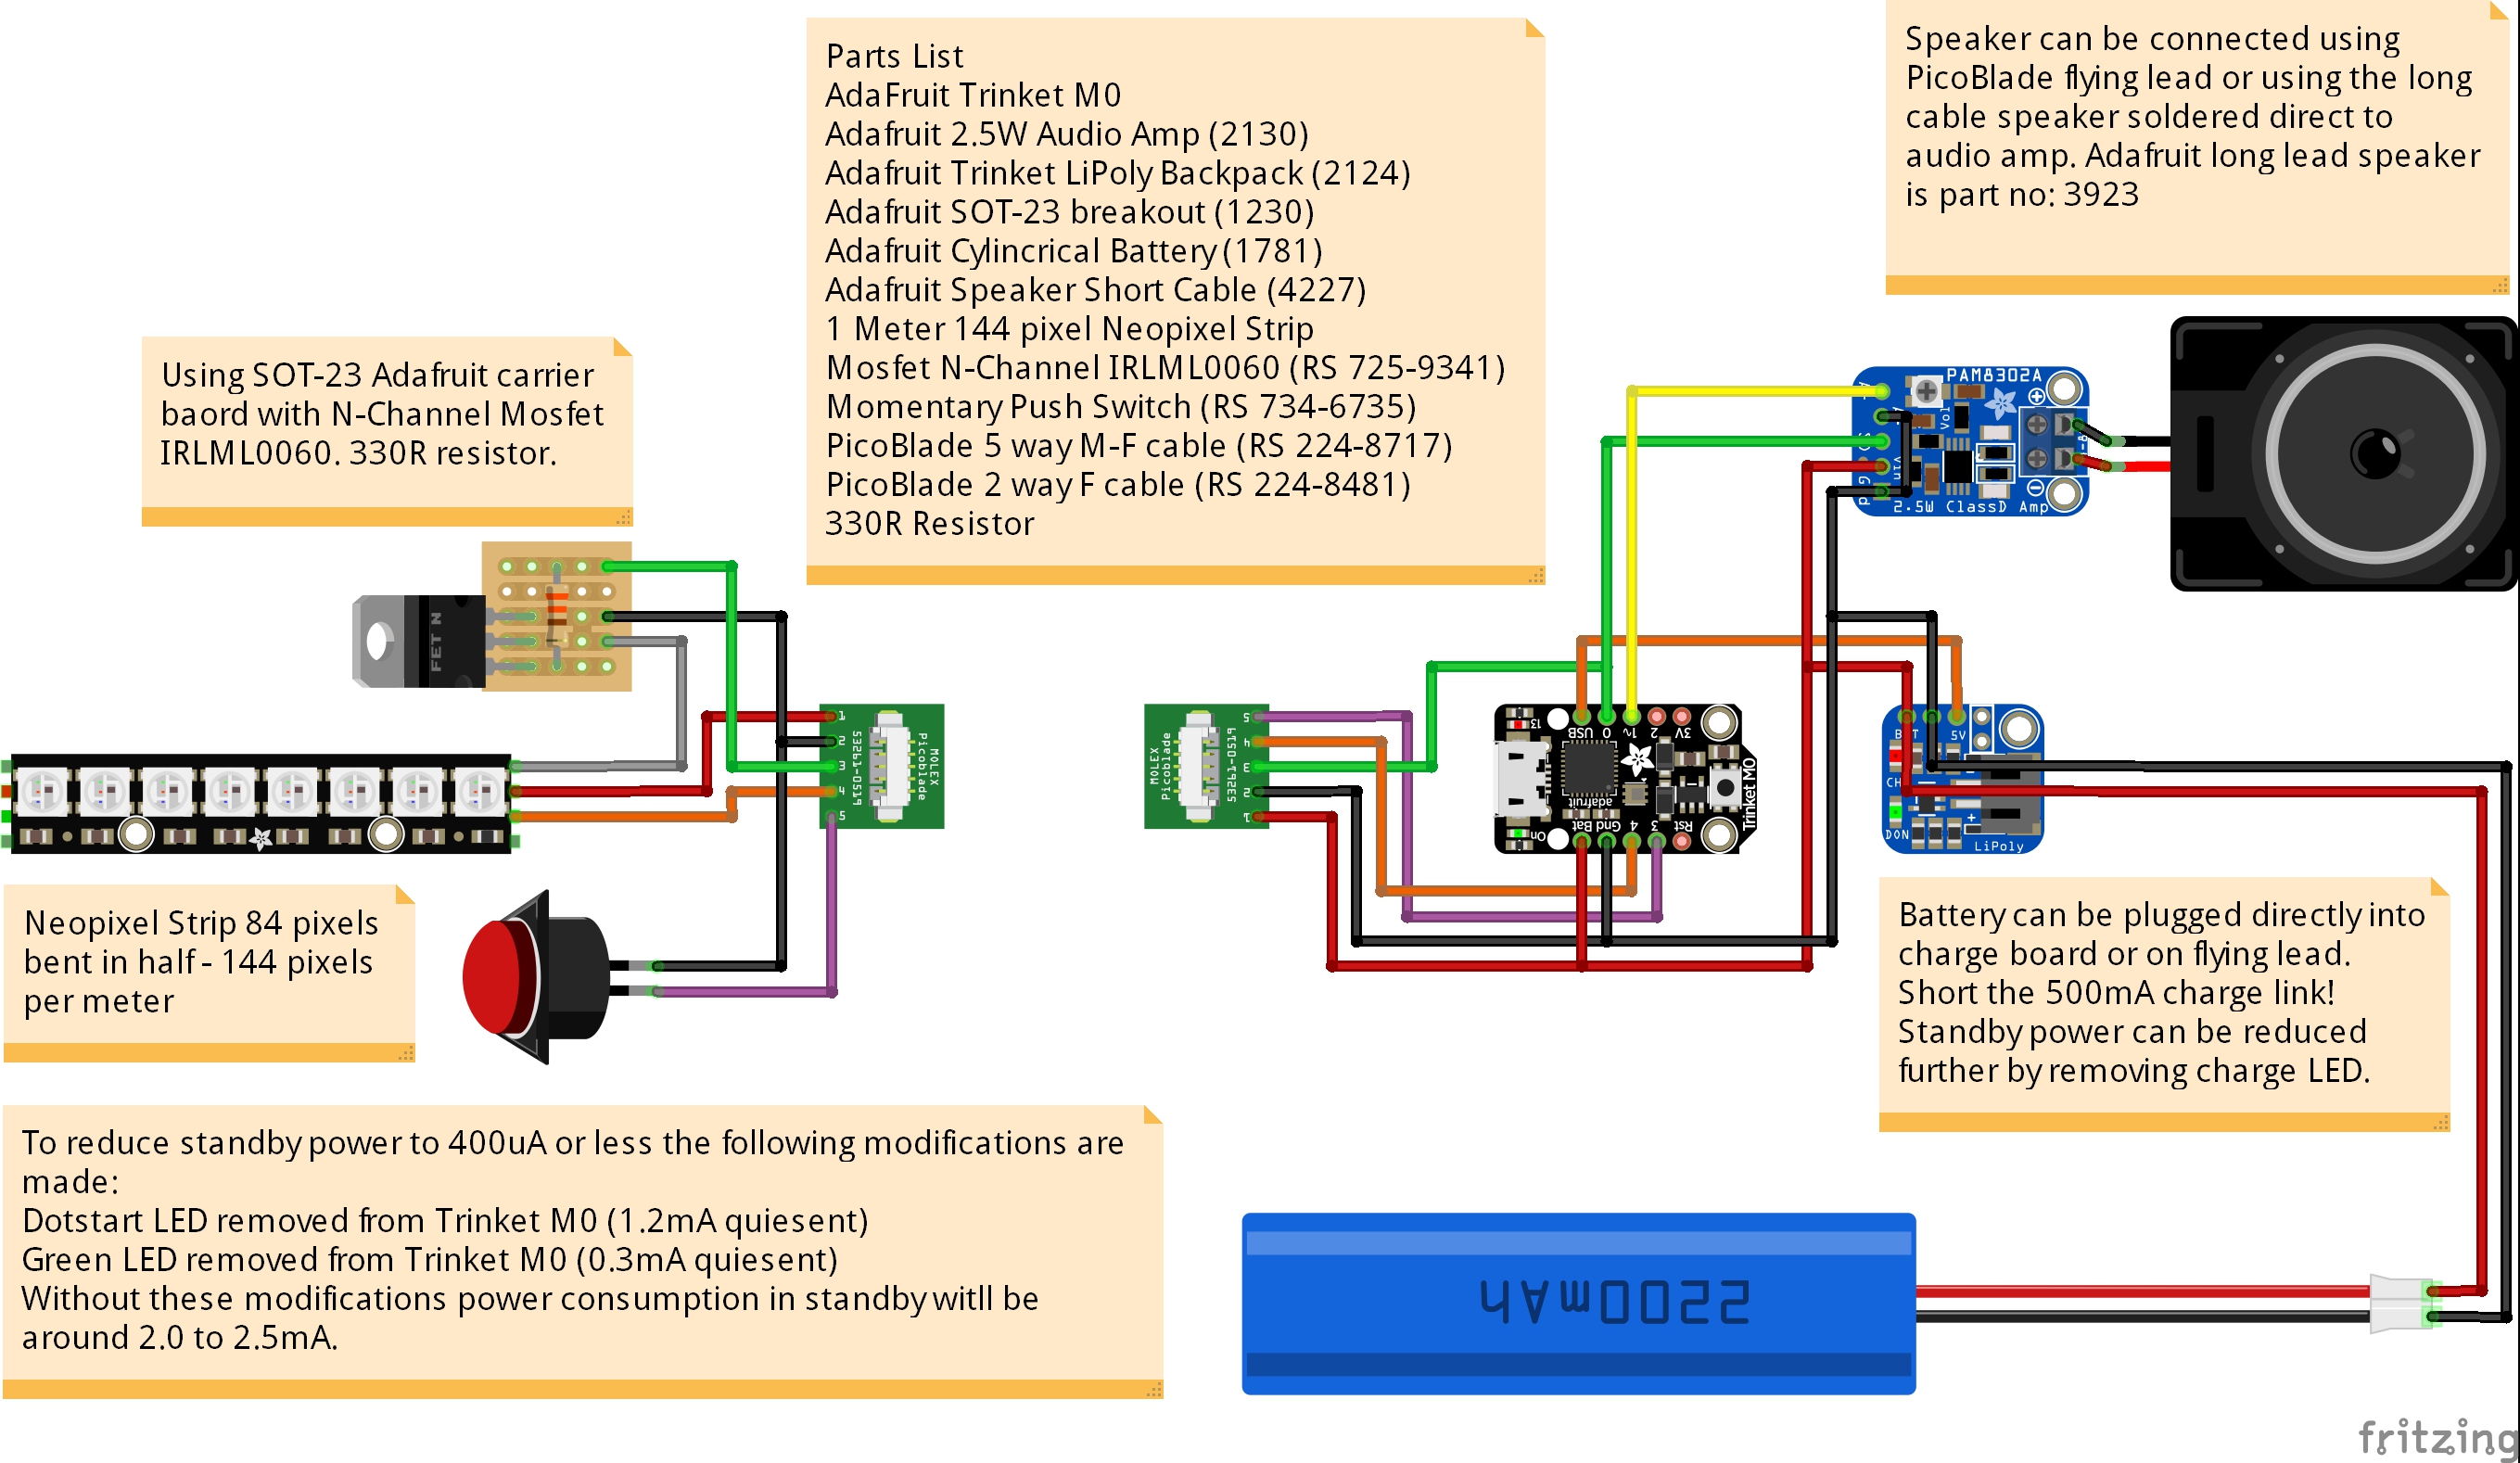 Parts List
AdaFruit Trinket M0
Adafruit 2.5W Audio Amp (2130)
Adafruit Trinket LiPoly Backpack (2124)
Adafruit SOT-23 breakout (1230)
Adafruit Cylincrical Battery (1781)
Adafruit Speaker Short Cable (4227)
1 Meter 144 pixel Neopixel Strip
Mosfet N-Channel IRLML0060 (RS 725-9341)
Momentary Push Switch (RS 734-6735)
PicoBlade 5 way M-F cable (RS 224-8717)
PicoBlade 2 way F cable (RS 224-8481)
330R Resistor
Speaker can be connected using
PicoBlade flying lead or using the long
cable speaker soldered direct to
audio amp. Adafruit long lead speaker
is part no: 3923
Using SOT-23 Adafruit carrier
baord with N-Channel Mosfet
IRLML0060. 330R resistor.
PAM8302A
Vol
Vin
2.5W ClassD Amp
FET N
1
2
3
4
5
53261-0519
MOLEX
Picoblade
5
4
3
2
1
MOLEX
Picoblade
53261-0519
13
USB
0
1~
2
3V
adafruit
Trinket M0
On
Bat
Gnd
4
3
Rst
5V
CH
DON
LiPoly
Neopixel Strip 84 pixels
bent in half - 144 pixels
per meter
Battery can be plugged directly into
charge board or on flying lead.
Short the 500mA charge link!
Standby power can be reduced
further by removing charge LED.
To reduce standby power to 400uA or less the following modifications are
made:
Dotstart LED removed from Trinket M0 (1.2mA quiesent)
Green LED removed from Trinket M0 (0.3mA quiesent)
Without these modifications power consumption in standby witll be
around 2.0 to 2.5mA.
2200mAh
fritzing